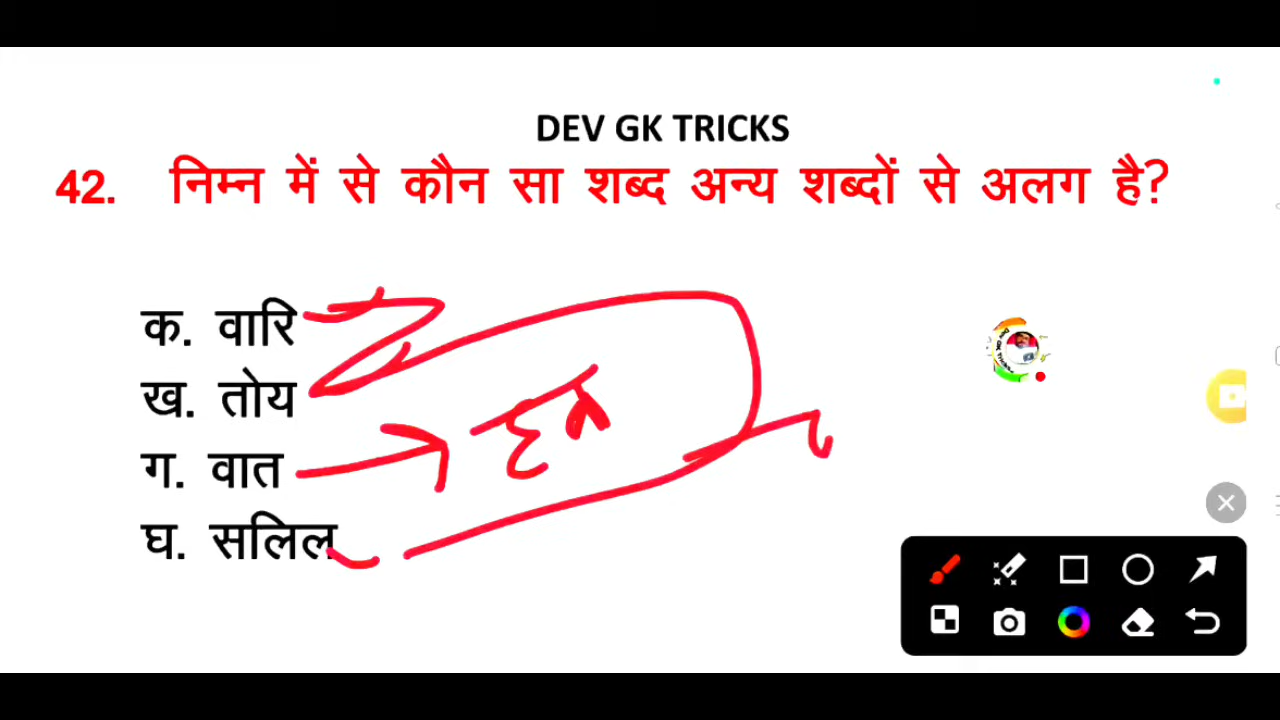 DEV GK TRICKS
42. निम्न में से कौन सा शब्द अन्य शब्दों से अलग है?
क. वारि
ख. तोय
ग. वात
घ. सलिल